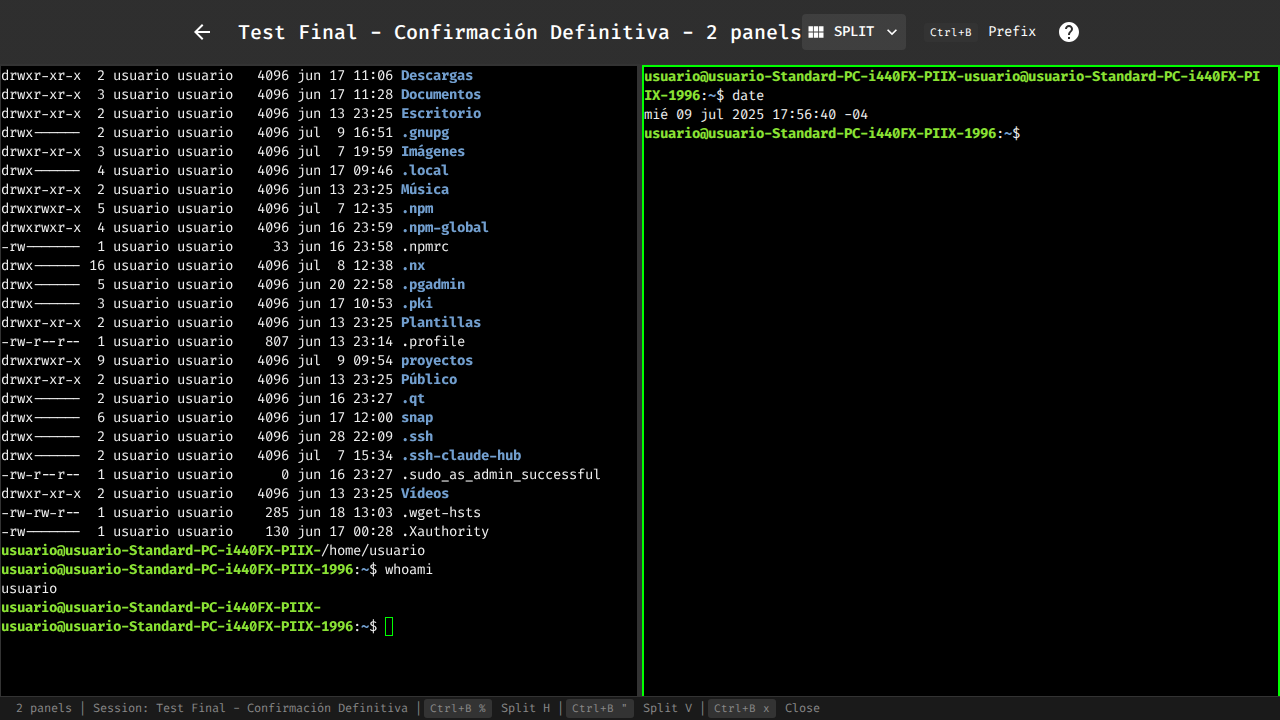 Test Final - Confirmación Definitiva - 2 panels SPLIT Ctrl+B Prefix ?
drwxr-xr-x  2 usuario usuario   4096 jun 17 11:06 Descargas
drwxr-xr-x  3 usuario usuario   4096 jun 17 11:28 Documentos
drwxr-xr-x  2 usuario usuario   4096 jun 13 23:25 Escritorio
drwx------  2 usuario usuario   4096 jul  9 16:51 .gnupg
drwxr-xr-x  3 usuario usuario   4096 jul  7 19:59 Imágenes
drwx------  4 usuario usuario   4096 jun 17 09:46 .local
drwxr-xr-x  2 usuario usuario   4096 jun 13 23:25 Música
drwxrwxr-x  5 usuario usuario   4096 jul  7 12:35 .npm
drwxrwxr-x  4 usuario usuario   4096 jun 16 23:59 .npm-global
-rw-------  1 usuario usuario     33 jun 16 23:58 .npmrc
drwx------ 16 usuario usuario   4096 jul  8 12:38 .nx
drwx------  5 usuario usuario   4096 jun 20 22:58 .pgadmin
drwx------  3 usuario usuario   4096 jun 17 10:53 .pki
drwxr-xr-x  2 usuario usuario   4096 jun 13 23:25 Plantillas
-rw-r--r--  1 usuario usuario    807 jun 13 23:14 .profile
drwxrwxr-x  9 usuario usuario   4096 jul  9 09:54 proyectos
drwxr-xr-x  2 usuario usuario   4096 jun 13 23:25 Público
drwx------  2 usuario usuario   4096 jun 16 23:27 .qt
drwx------  6 usuario usuario   4096 jun 17 12:00 snap
drwx------  2 usuario usuario   4096 jun 28 22:09 .ssh
drwx------  2 usuario usuario   4096 jul  7 15:34 .ssh-claude-hub
-rw-r--r--  1 usuario usuario      0 jun 16 23:27 .sudo_as_admin_successful
drwxr-xr-x  2 usuario usuario   4096 jun 13 23:25 Vídeos
-rw-rw-r--  1 usuario usuario    285 jun 18 13:03 .wget-hsts
-rw-------  1 usuario usuario    130 jun 17 00:28 .Xauthority
usuario@usuario-Standard-PC-i440FX-PIIX-/home/usuario
usuario@usuario-Standard-PC-i440FX-PIIX-1996:~$ whoami
usuario
usuario@usuario-Standard-PC-i440FX-PIIX-
usuario@usuario-Standard-PC-i440FX-PIIX-1996:~$
usuario@usuario-Standard-PC-i440FX-PIIX-usuario@usuario-Standard-PC-i440FX-PI
IX-1996:~$ date
mié 09 jul 2025 17:56:40 -04
usuario@usuario-Standard-PC-i440FX-PIIX-1996:~$
2 panels | Session: Test Final - Confirmación Definitiva | Ctrl+B % Split H | Ctrl+B " Split V | Ctrl+B x Close